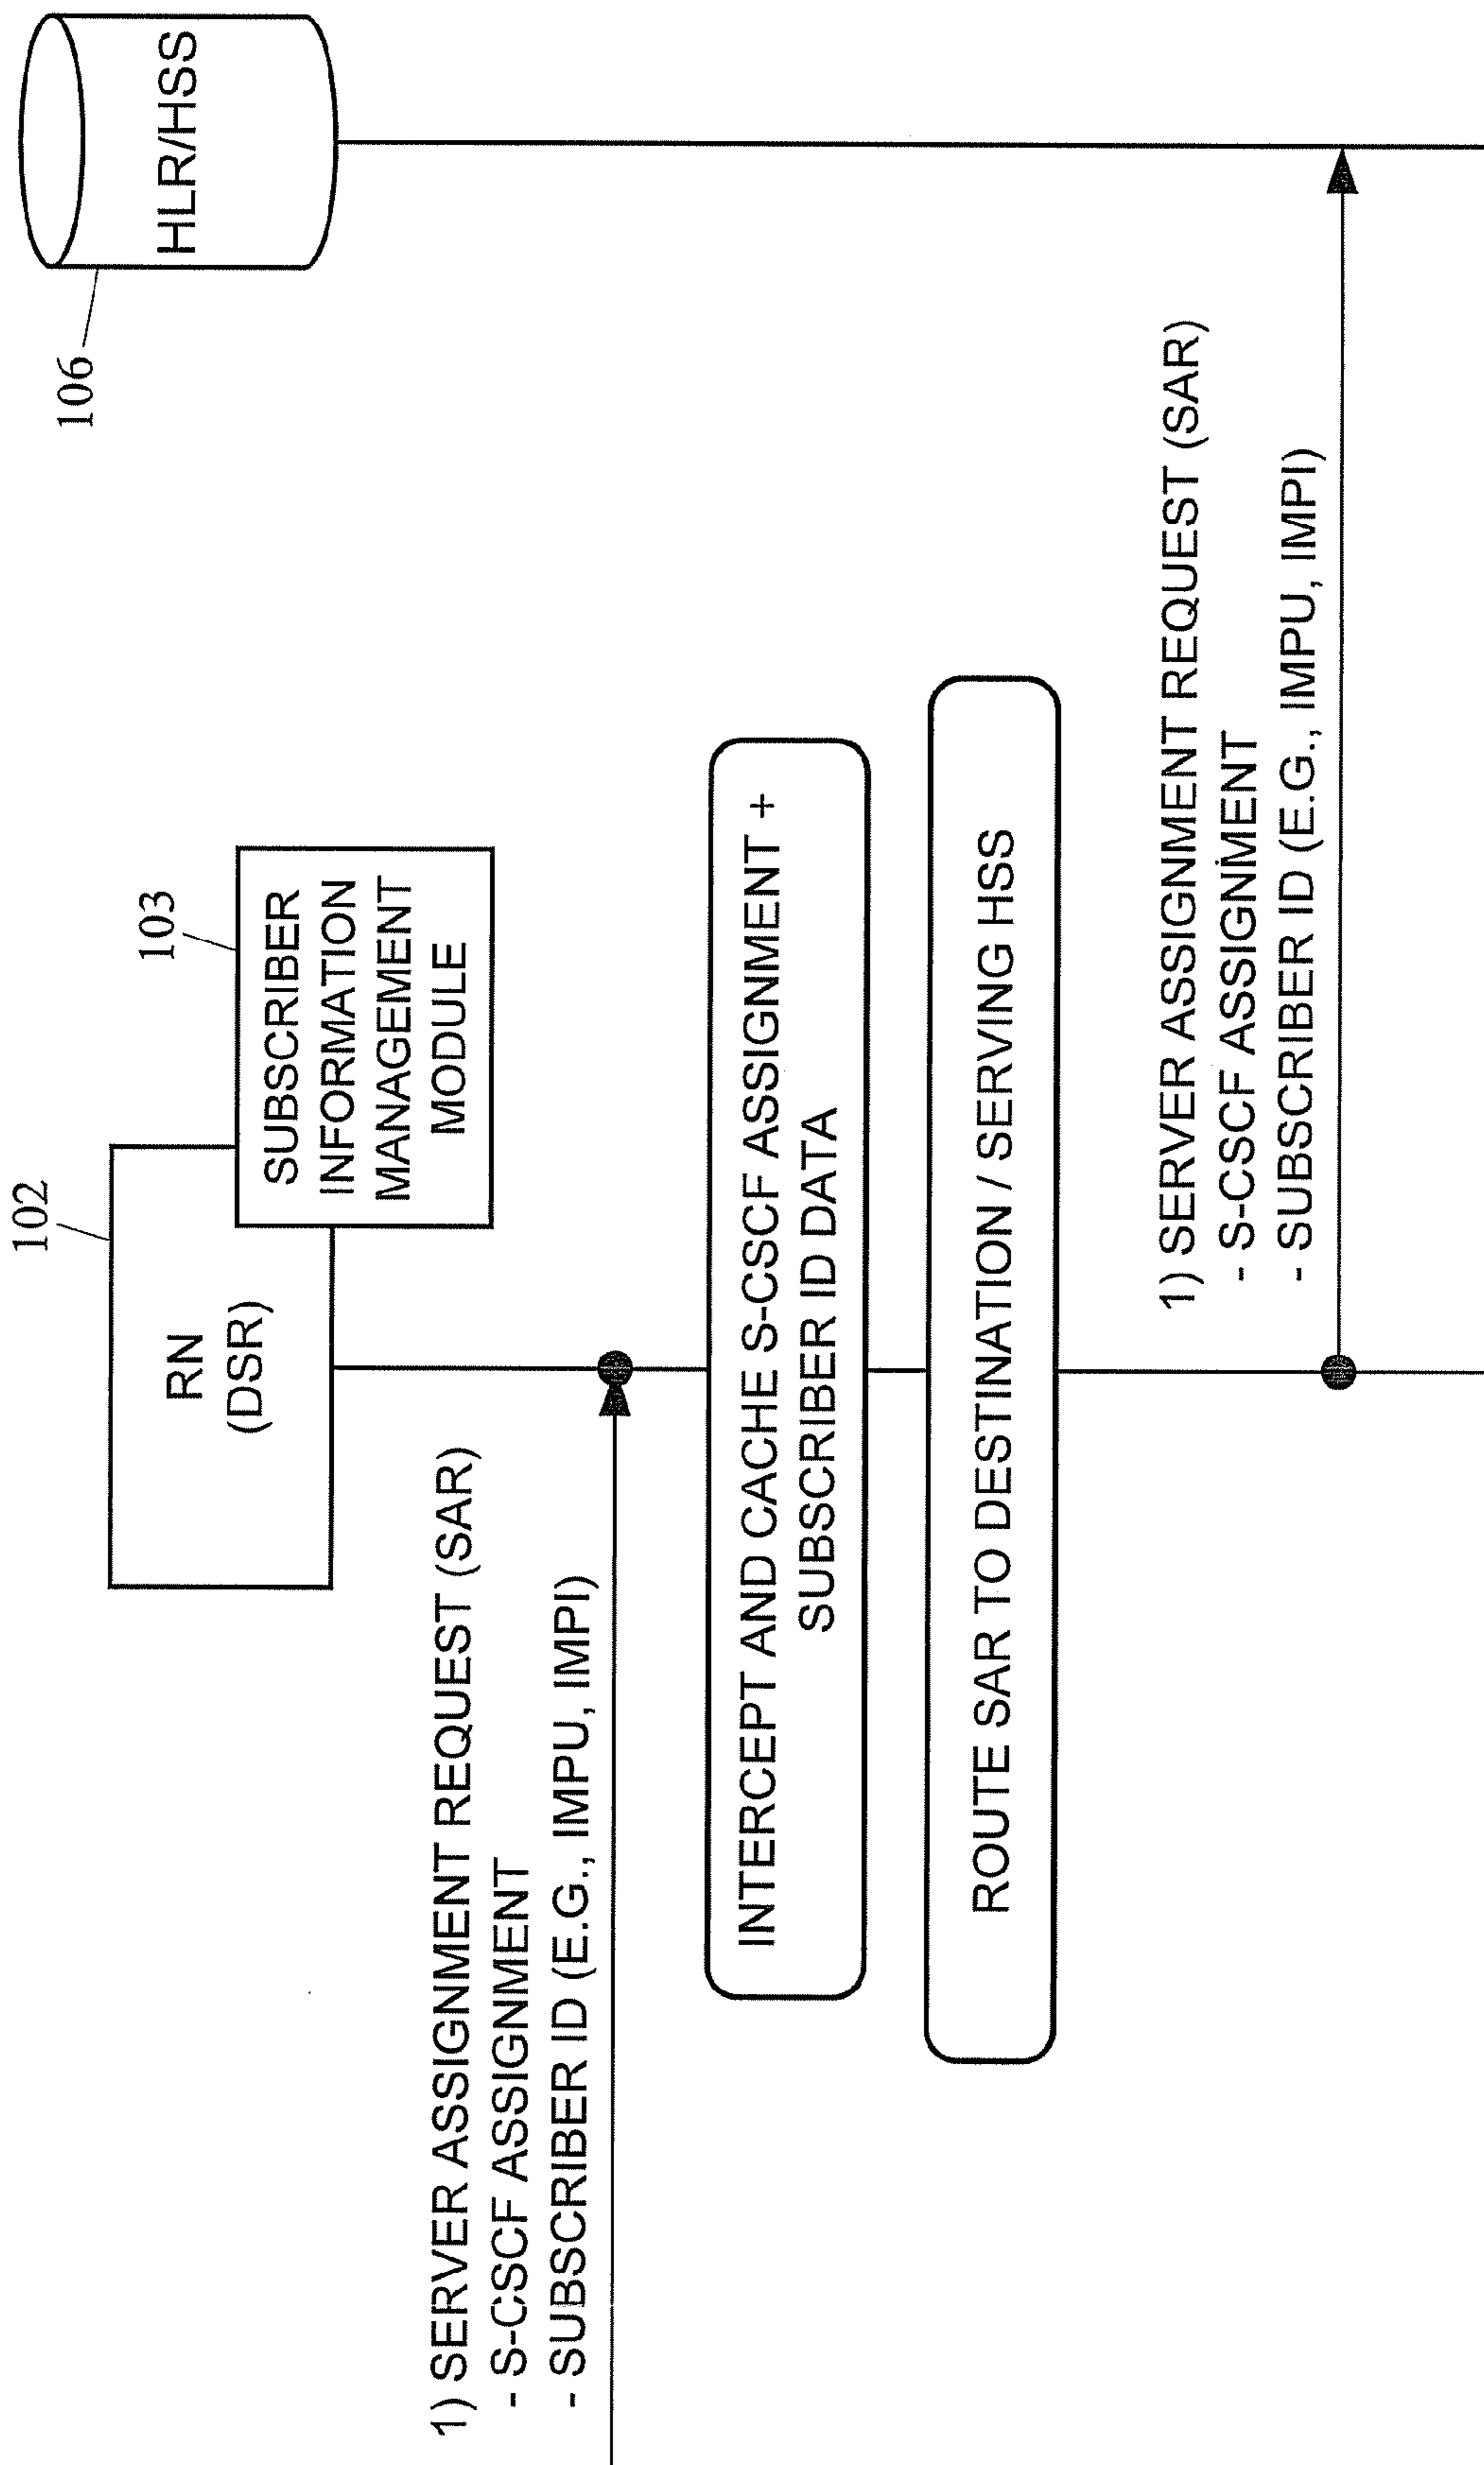 102
RN
(DSR)
103
SUBSCRIBER
INFORMATION
MANAGEMENT
MODULE
106
HLR/HSS
1) SERVER ASSIGNMENT REQUEST (SAR)
- S-CSCF ASSIGNMENT
- SUBSCRIBER ID (E.G., IMPU, IMPI)
INTERCEPT AND CACHE S-CSCF ASSIGNMENT +
SUBSCRIBER ID DATA
ROUTE SAR TO DESTINATION / SERVING HSS
1) SERVER ASSIGNMENT REQUEST (SAR)
- S-CSCF ASSIGNMENT
- SUBSCRIBER ID (E.G., IMPU, IMPI)